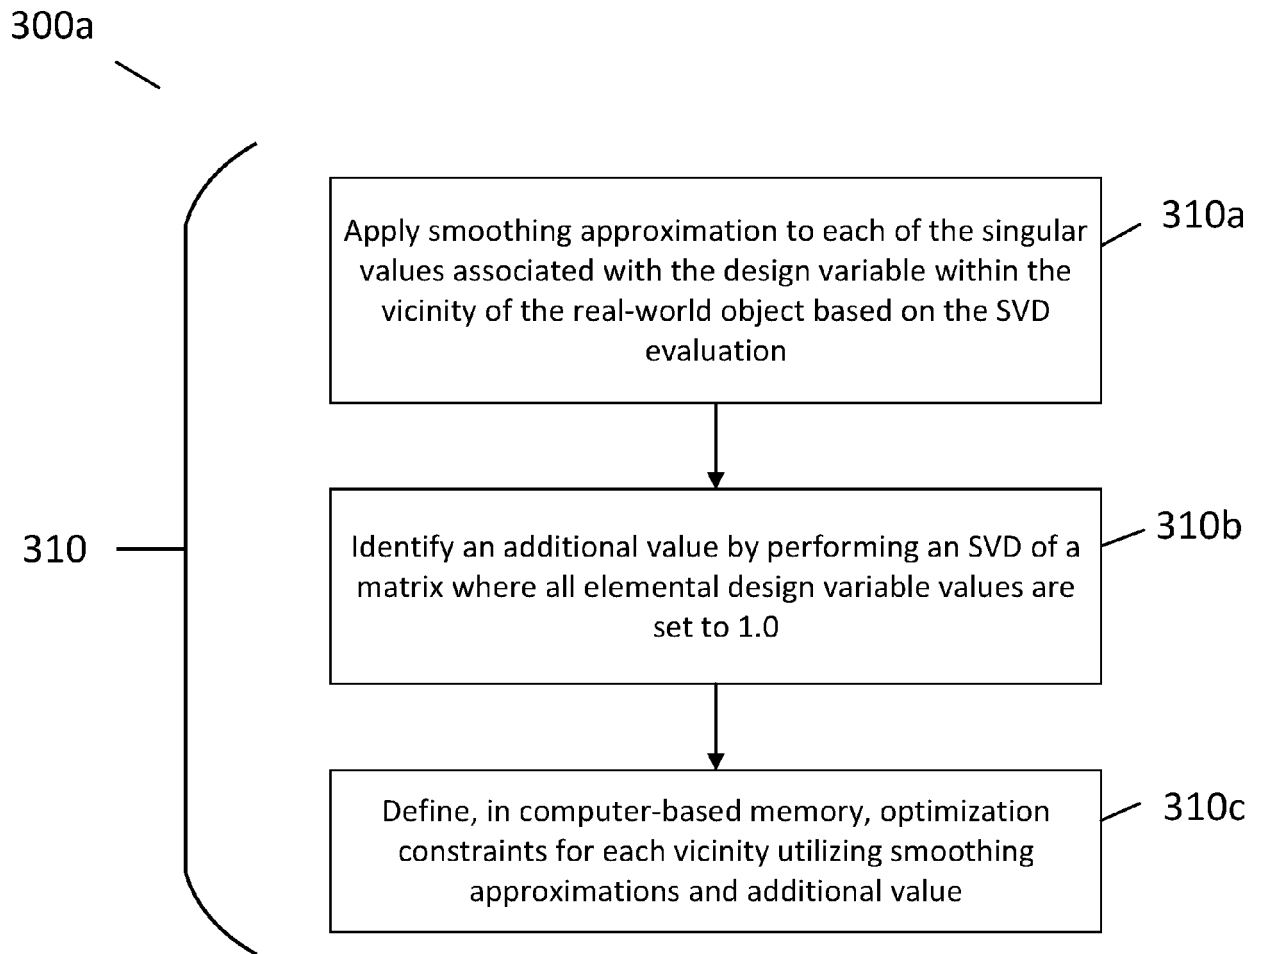 300a
Apply smoothing approximation to each of the singular
values associated with the design variable within the
vicinity of the real-world object based on the SVD
evaluation
310a
Identify an additional value by performing an SVD of a
matrix where all elemental design variable values are
set to 1.0
310b
310
Define, in computer-based memory, optimization
constraints for each vicinity utilizing smoothing
approximations and additional value
310c